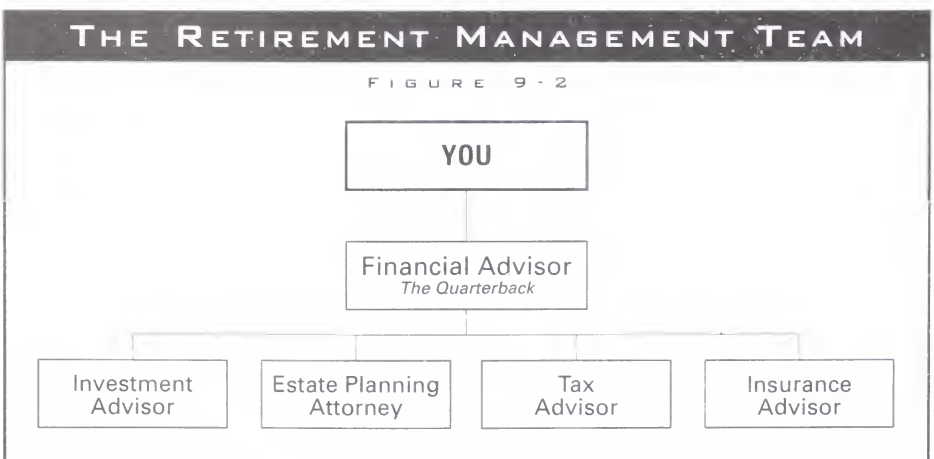 THE RETIREMENT MANAGEMENT TEAM
FIGURE 9-2
YOU
Financial Advisor
The Quarterback
Investment
Advisor
Estate Planning
Attorney
Tax
Advisor
Insurance
Advisor